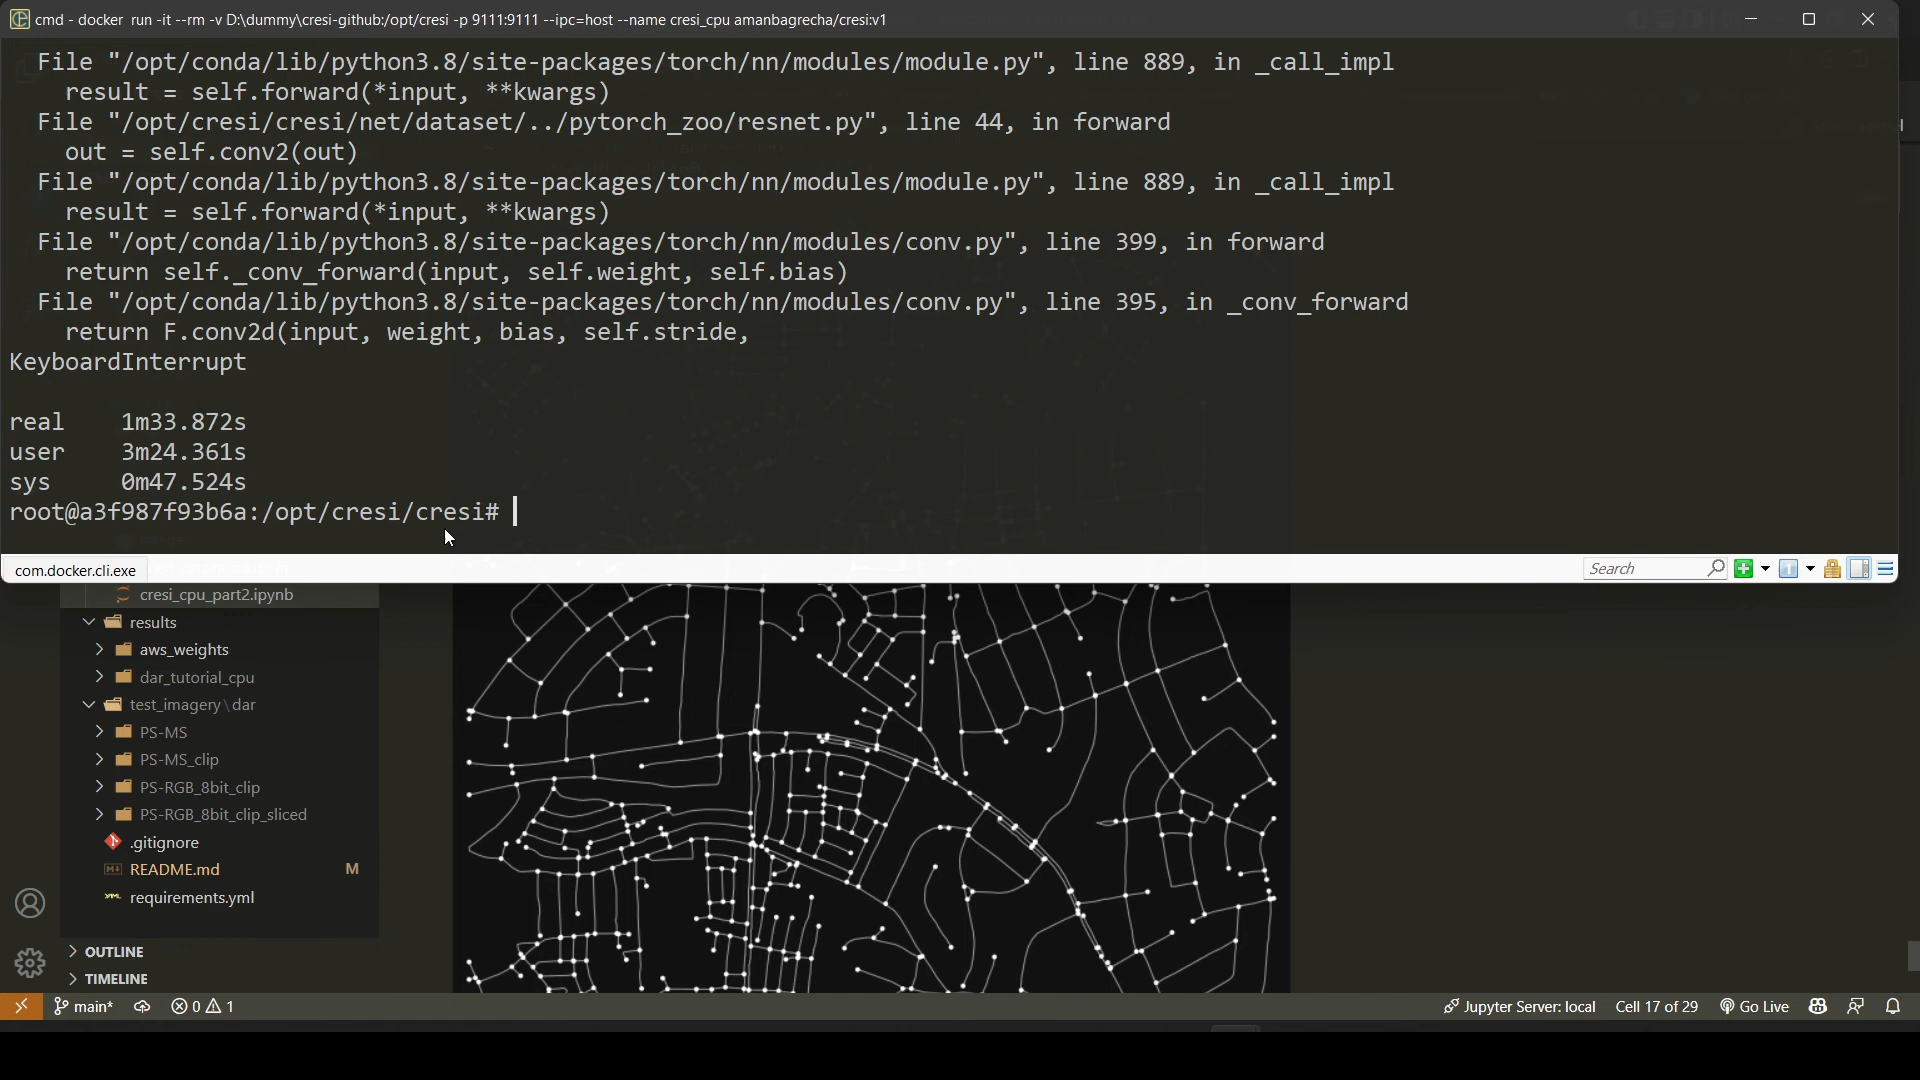 cmd - docker run -it --rm -v D:\dummy\cresi-github:/opt/cresi -p 9111:9111 --ipc=host --name cresi_cpu amanbagrecha/cresi:v1
File "/opt/conda/lib/python3.8/site-packages/torch/nn/modules/module.py", line 889, in _call_impl
result = self.forward(*input, **kwargs)
File "/opt/cresi/cresi/net/dataset/../pytorch_zoo/resnet.py", line 44, in forward
out = self.conv2(out)
File "/opt/conda/lib/python3.8/site-packages/torch/nn/modules/module.py", line 889, in _call_impl
result = self.forward(*input, **kwargs)
File "/opt/conda/lib/python3.8/site-packages/torch/nn/modules/conv.py", line 399, in forward
return self._conv_forward(input, self.weight, self.bias)
File "/opt/conda/lib/python3.8/site-packages/torch/nn/modules/conv.py", line 395, in _conv_forward
return F.conv2d(input, weight, bias, self.stride,
KeyboardInterrupt
real 1m33.872s
user 3m24.361s
sys 0m47.524s
root@a3f987f93b6a:/opt/cresi/cresi#
com.docker.cli.exe
Search
cresi_cpu_part2.ipynb
results
aws_weights
dar_tutorial_cpu
test_imagery\dar
PS-MS
PS-MS_clip
PS-RGB_8bit_clip
PS-RGB_8bit_clip_sliced
.gitignore
README.md M
requirements.yml
OUTLINE
TIMELINE
main* 0 1 Jupyter Server: local Cell 17 of 29 Go Live